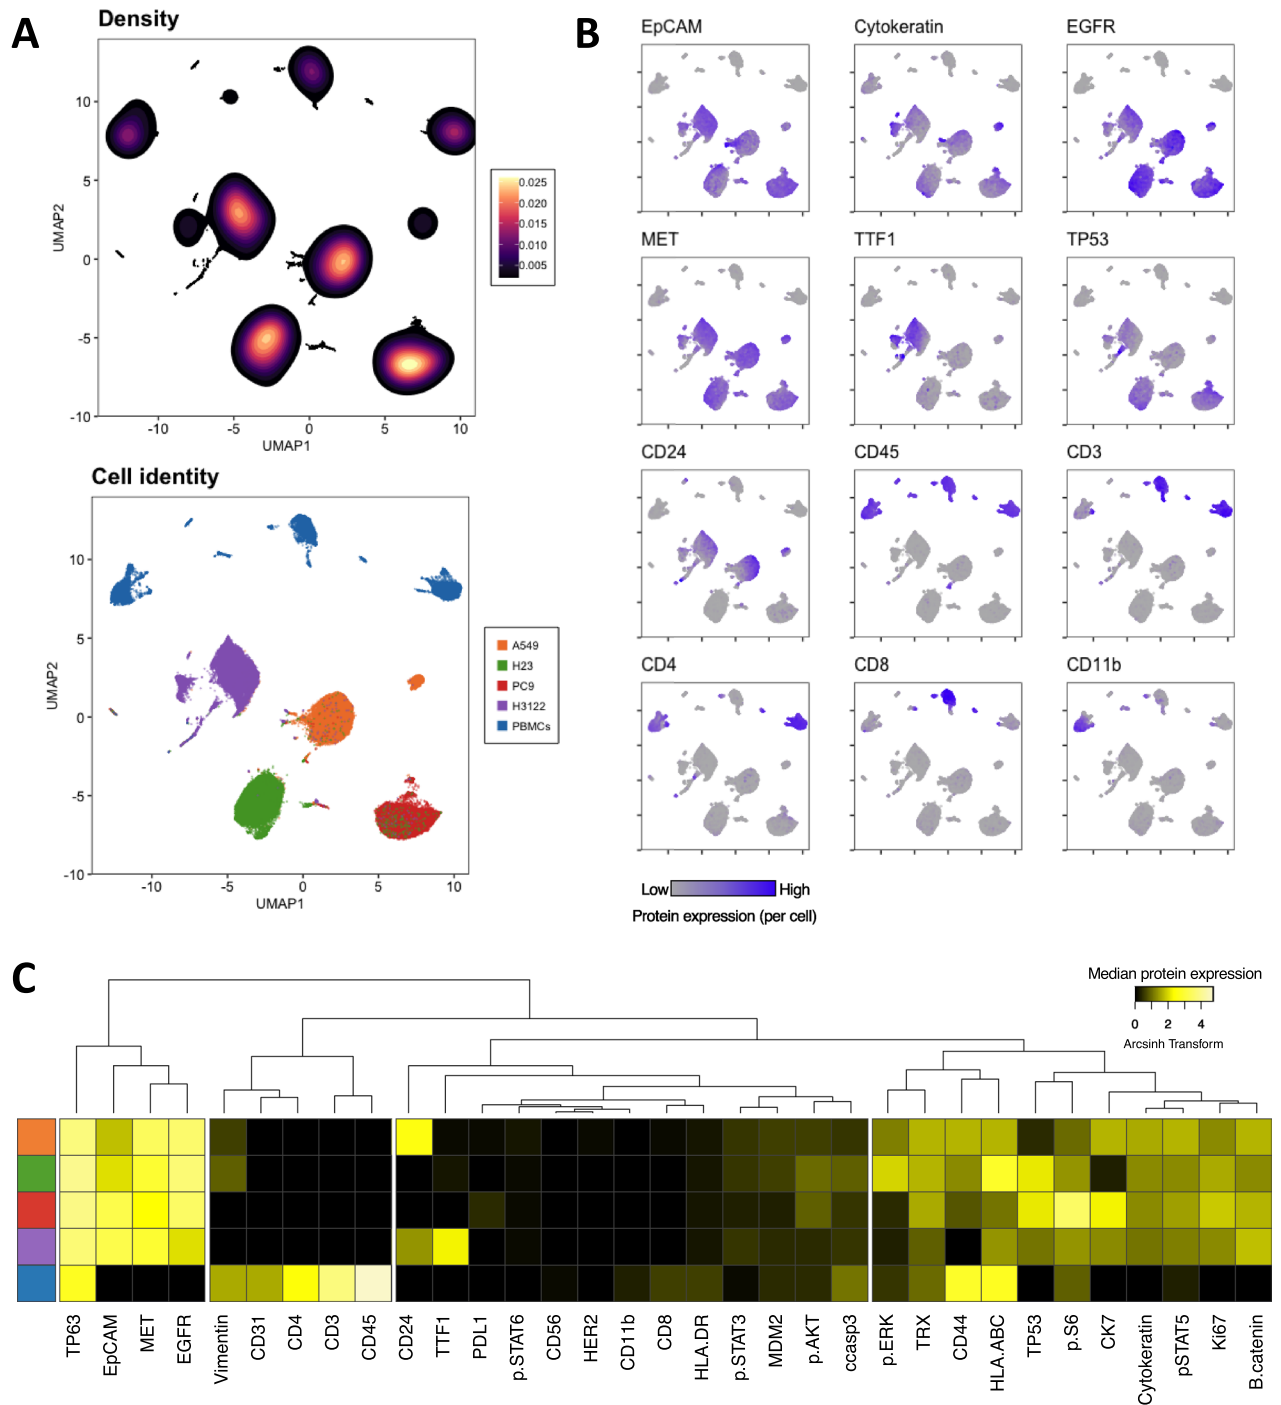 A
Density
10
5
0
-5
-10
-10
-5
0
5
10
UMAP1
UMAP2
0.025
0.020
0.015
0.010
0.005
Cell identity
10
5
0
-5
-10
-10
-5
0
5
10
UMAP1
UMAP2
A549
H23
PC9
H3122
PBMCs
B
EpCAM
Cytokeratin
EGFR
MET
TTF1
TP53
CD24
CD45
CD3
CD4
CD8
CD11b
Low
High
Protein expression (per cell)
C
Median protein expression
0 2 4
Arcsinh Transform
TP63
EpCAM
MET
EGFR
Vimentin
CD31
CD4
CD3
CD45
CD24
TTF1
PDL1
p.STAT6
CD56
HER2
CD11b
CD8
HLA.DR
p.STAT3
MDM2
p.AKT
ccasp3
p.ERK
TRX
CD44
HLA.ABC
TP53
p.S6
CK7
Cytokeratin
pSTAT5
Ki67
B.catenin